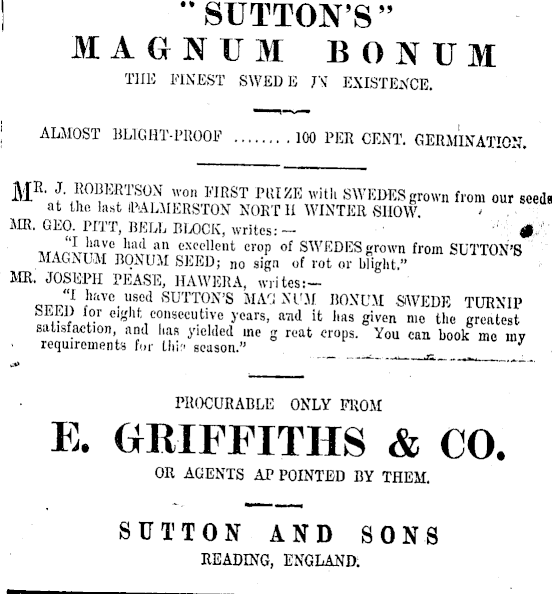 "SUTTON'S"
MAGNUM BONUM
THE FINEST SWEDE IN EXISTENCE.
ALMOST BLIGHT-PROOF ........ 100 PER CENT. GERMINATION.
MR. J. ROBERTSON won FIRST PRIZE with SWEDES grown from our seeds
at the last PALMERSTON NORTH WINTER SHOW.
MR. GEO. PITT, BELL BLOCK, writes:—
"I have had an excellent crop of SWEDES grown from SUTTON'S
MAGNUM BONUM SEED; no sign of rot or blight."
MR. JOSEPH PEASE, HAWERA, writes:—
"I have used SUTTON'S MAGNUM BONUM SWEDE TURNIP
SEED for eight consecutive years, and it has given me the greatest
satisfaction, and has yielded me great crops. You can book me my
requirements for this season."
PROCURABLE ONLY FROM
E. GRIFFITHS & CO.
OR AGENTS APPOINTED BY THEM.
SUTTON AND SONS
READING, ENGLAND.